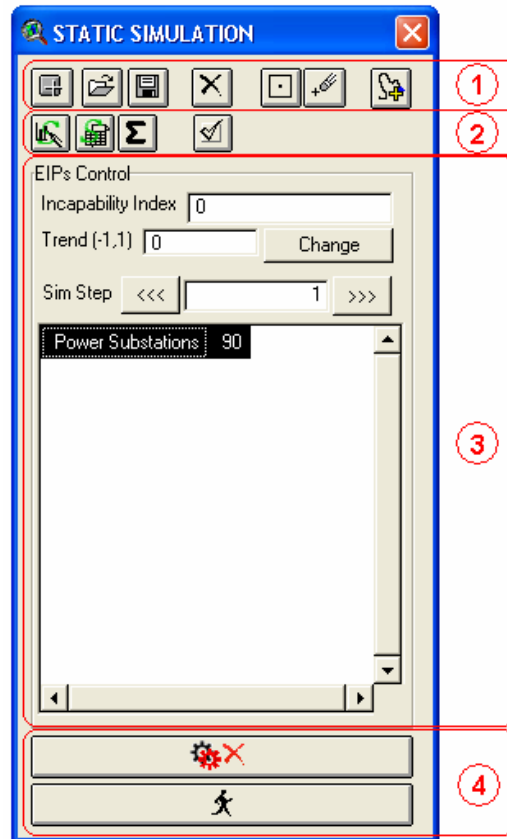 STATIC SIMULATION
1
Σ
2
EIPs Control
Incapability Index 0
Trend (-1,1) 0 Change
Sim Step <<< 1 >>>
Power Substations 90
3
4